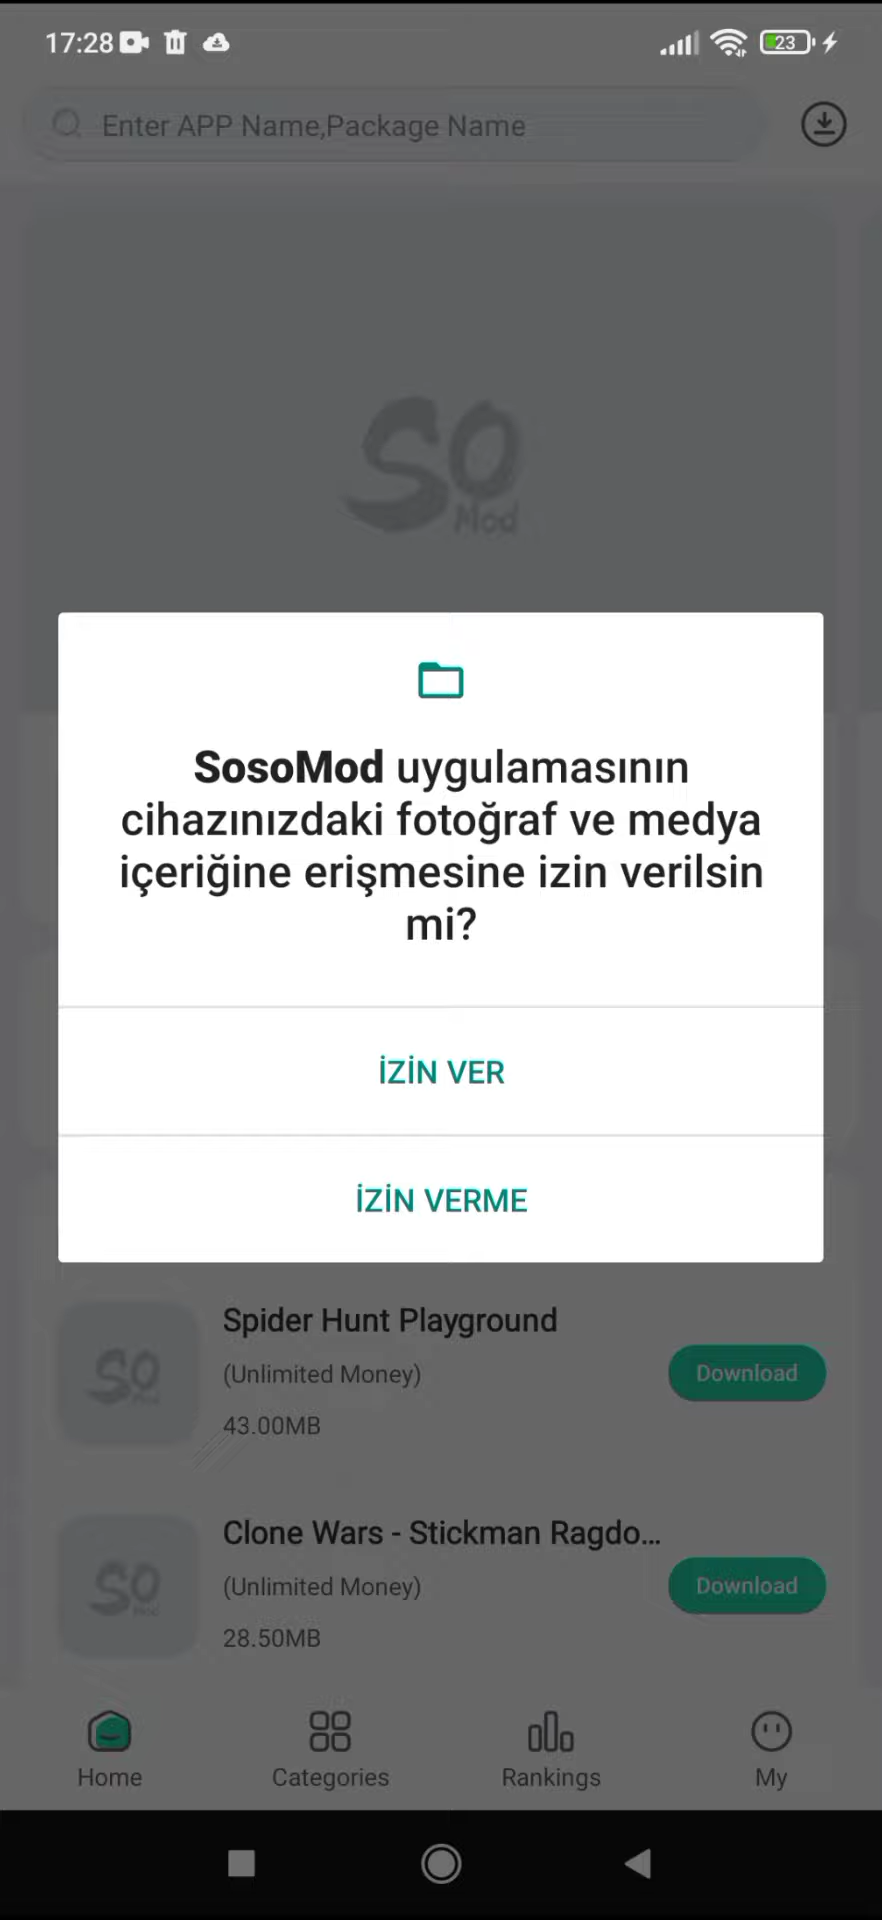 17:28
23
Enter APP Name,Package Name
SO
Mod
SosoMod uygulamasının
cihazınızdaki fotoğraf ve medya
içeriğine erişmesine izin verilsin
mi?
İZİN VER
İZİN VERME
Spider Hunt Playground
(Unlimited Money)
Download
43.00MB
SO
Clone Wars - Stickman Ragdo...
(Unlimited Money)
Download
28.50MB
SO
Home
Categories
Rankings
My